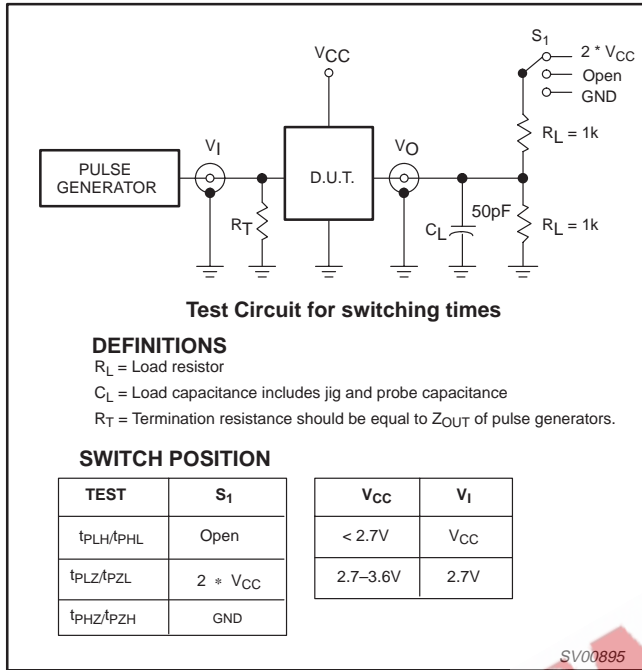 S1
2 * VCC
Open
GND
VCC
RL = 1k
VI
VO
PULSE
GENERATOR
D.U.T.
RT
50pF
CL
RL = 1k
Test Circuit for switching times
DEFINITIONS
RL = Load resistor
CL = Load capacitance includes jig and probe capacitance
RT = Termination resistance should be equal to ZOUT of pulse generators.
SWITCH POSITION
TEST S1
tPLH/tPHL Open
tPLZ/tPZL 2 * VCC
tPHZ/tPZH GND
VCC VI
< 2.7V VCC
2.7–3.6V 2.7V
SV00895